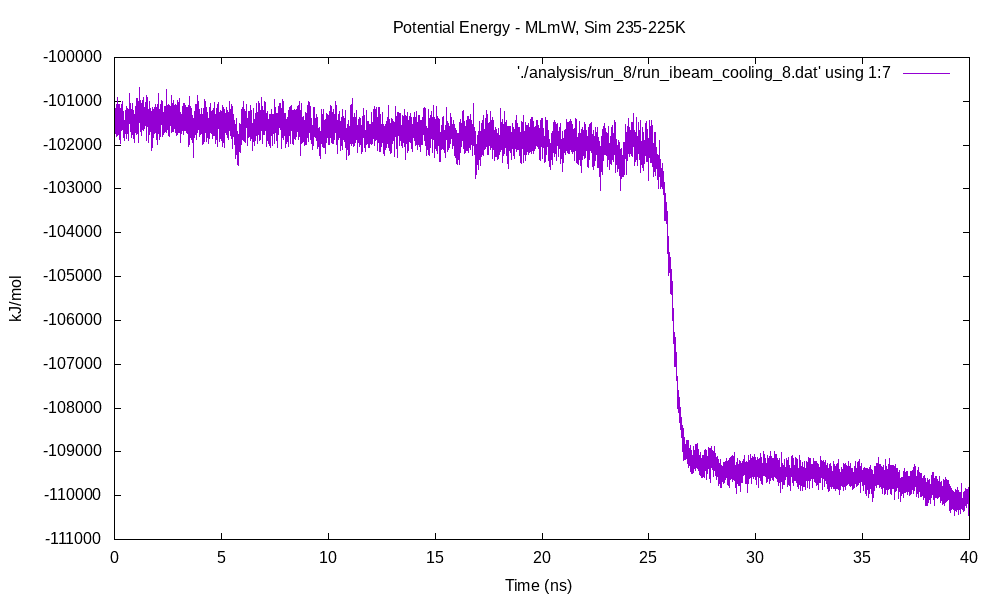 Potential Energy - MLmW, Sim 235-225K
'./analysis/run_8/run_ibeam_cooling_8.dat' using 1:7
-100000
-101000
-102000
-103000
-104000
-105000
-106000
-107000
-108000
-109000
-110000
-111000
kJ/mol
0 5 10 15 20 25 30 35 40
Time (ns)